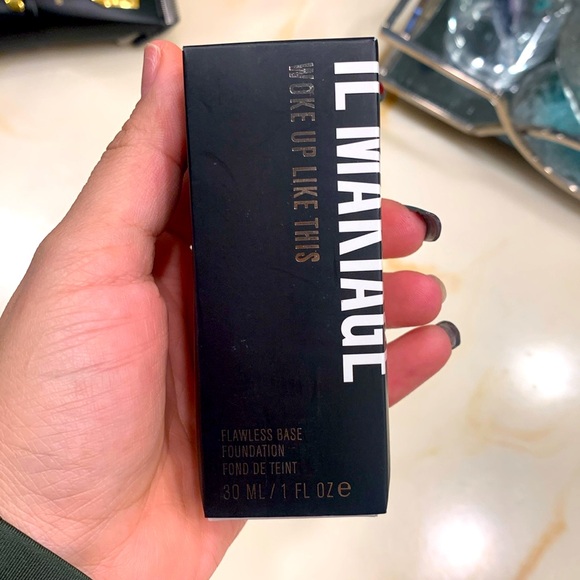 IL MAKIAGE
WOKE UP LIKE THIS
FLAWLESS BASE
FOUNDATION
FOND DE TEINT
30 ML / 1 FL OZ e